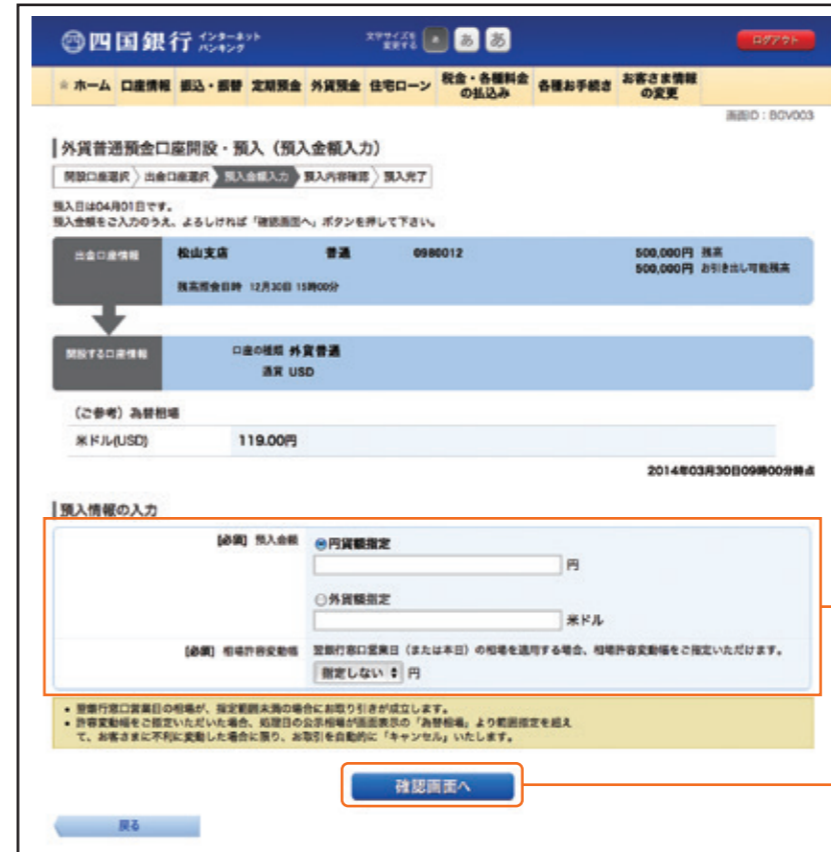 四国銀行 インターネットバンキング 文字サイズを変更する あ あ あ ログアウト
ホーム 口座情報 振込・振替 定期預金 外貨預金 住宅ローン 税金・各種料金の払込み 各種お手続き お客さま情報の変更
画面ID:BGV003
外貨普通預金口座開設・預入(預入金額入力)
開設口座選択 出金口座選択 預入金額入力 預入内容確認 預入完了
預入日は04月01日です。
預入金額をご入力のうえ、よろしければ「確認画面へ」ボタンを押して下さい。
出金口座情報 松山支店 普通 0980012 500,000円 残高
500,000円 お引き出し可能残高
残高照会日時 12月30日 15時00分
開設する口座情報 口座の種類 外貨普通
通貨 USD
(ご参考)為替相場
米ドル(USD) 119.00円
2014年03月30日09時00分時点
預入情報の入力
[必須] 預入金額 円貨額指定
円
外貨額指定
米ドル
[必須] 相場許容変動幅 翌銀行窓口営業日(または本日)の相場を適用する場合、相場許容変動幅をご指定いただけます。
指定しない 円
• 翌銀行窓口営業日の相場が、指定範囲未満の場合にお取り引きが成立します。
• 許容変動幅をご指定いただいた場合、処理日の公示相場が画面表示の「為替相場」より範囲指定を超え
て、お客さまに不利に変動した場合に限り、お取引を自動的に「キャンセル」いたします。
確認画面へ
戻る